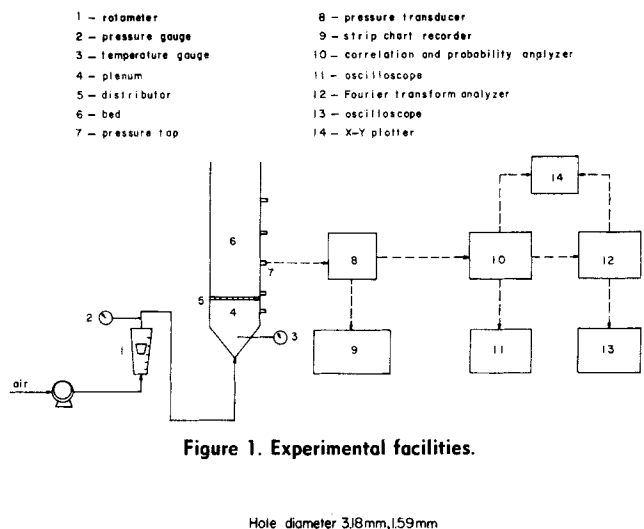 1 – rotameter
2 – pressure gauge
3 – temperature gauge
4 – plenum
5 – distributor
6 – bed
7 – pressure tap
8 – pressure transducer
9 – strip chart recorder
10 – correlation and probability analyzer
11 – oscilloscope
12 – Fourier transform analyzer
13 – oscilloscope
14 – X-Y plotter
14
6
7
8
10
12
5
4
2
3
1
9
11
13
air
Figure 1. Experimental facilities.
Hole diameter 3.18mm,1.59mm